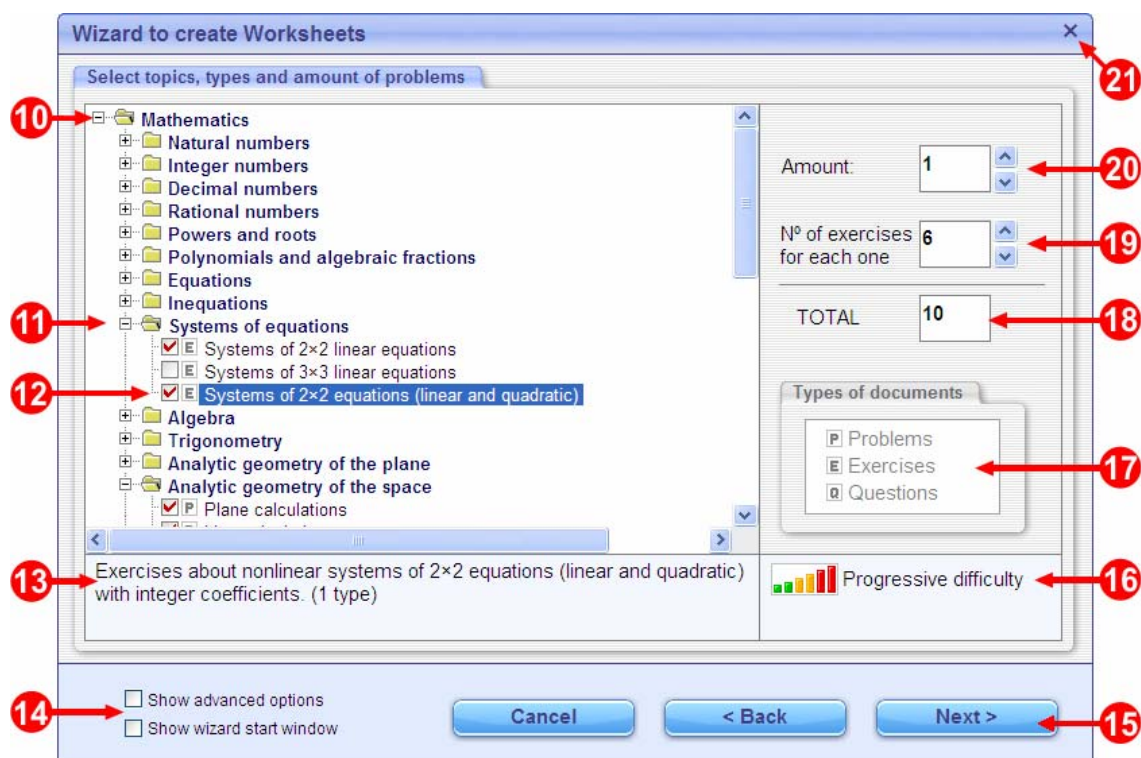 Wizard to create Worksheets
21
Select topics, types and amount of problems
10
Mathematics
Natural numbers
Integer numbers
Decimal numbers
Rational numbers
Powers and roots
Polynomials and algebraic fractions
Equations
Inequations
11
Systems of equations
E Systems of 2×2 linear equations
E Systems of 3×3 linear equations
12
E Systems of 2×2 equations (linear and quadratic)
Algebra
Trigonometry
Analytic geometry of the plane
Analytic geometry of the space
P Plane calculations
Amount: 1
20
Nº of exercises
for each one 6
19
TOTAL 10
18
Types of documents
P Problems
E Exercises
Q Questions
17
13
Exercises about nonlinear systems of 2×2 equations (linear and quadratic)
with integer coefficients. (1 type)
Progressive difficulty
16
14
Show advanced options
Show wizard start window
Cancel
< Back
Next >
15